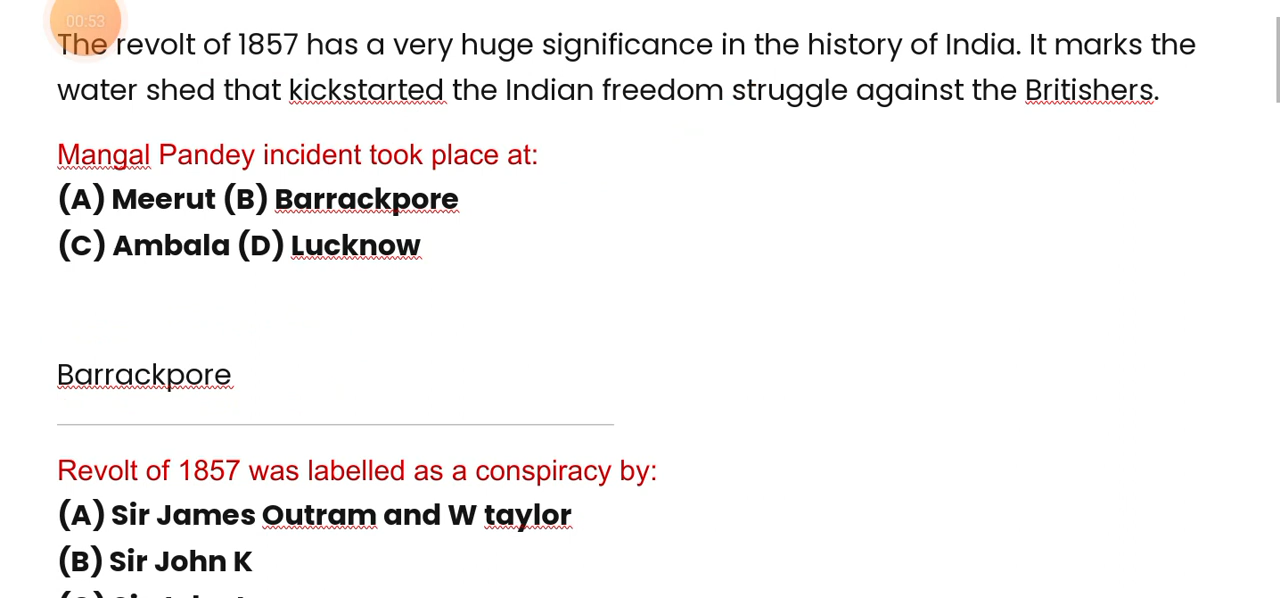 00:53
The revolt of 1857 has a very huge significance in the history of India. It marks the
water shed that kickstarted the Indian freedom struggle against the Britishers.
Mangal Pandey incident took place at:
(A) Meerut (B) Barrackpore
(C) Ambala (D) Lucknow
Barrackpore
Revolt of 1857 was labelled as a conspiracy by:
(A) Sir James Outram and W taylor
(B) Sir John K